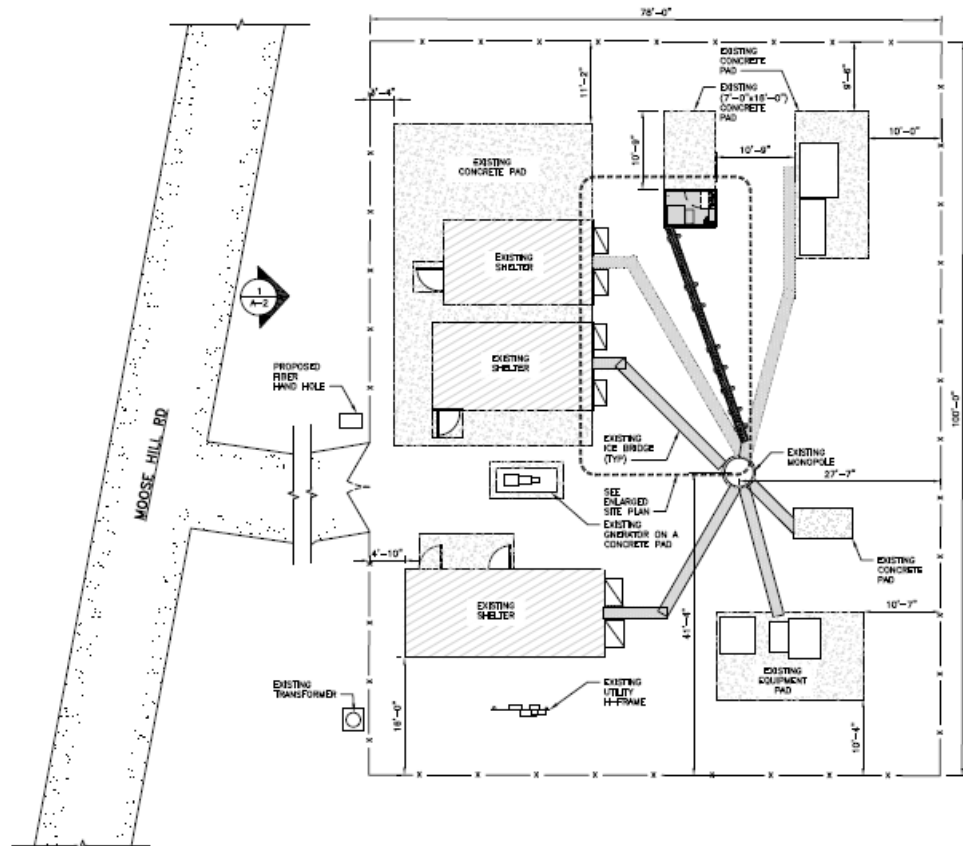 78'-0"
EXISTING
CONCRETE
PAD
EXISTING
(7'-0"x16'-0")
CONCRETE
PAD
11'-2"
9'-6"
10'-0"
10'-9"
10'-9"
EXISTING
CONCRETE PAD
EXISTING
SHELTER
1
A-2
EXISTING
SHELTER
PROPOSED
FIBER
HAND HOLE
MOOSE HILL RD
EXISTING
ICE BRIDGE
(TYP)
EXISTING
MONOPOLE
27'-7"
100'-0"
SEE
ENLARGED
SITE PLAN
EXISTING
GNERATOR ON A
CONCRETE PAD
4'-10"
EXISTING
CONCRETE
PAD
EXISTING
SHELTER
41'-4"
10'-7"
EXISTING
EQUIPMENT
PAD
EXISTING
TRANSFORMER
EXISTING
UTILITY
H-FRAME
16'-0"
10'-4"